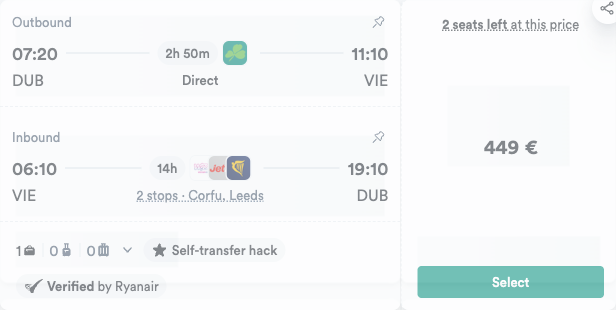 Outbound
07:20 2h 50m 11:10
DUB Direct VIE
Inbound
06:10 14h Jet 19:10
VIE 2 stops · Corfu, Leeds DUB
1 0 0 Self-transfer hack
Verified by Ryanair
2 seats left at this price
449 €
Select